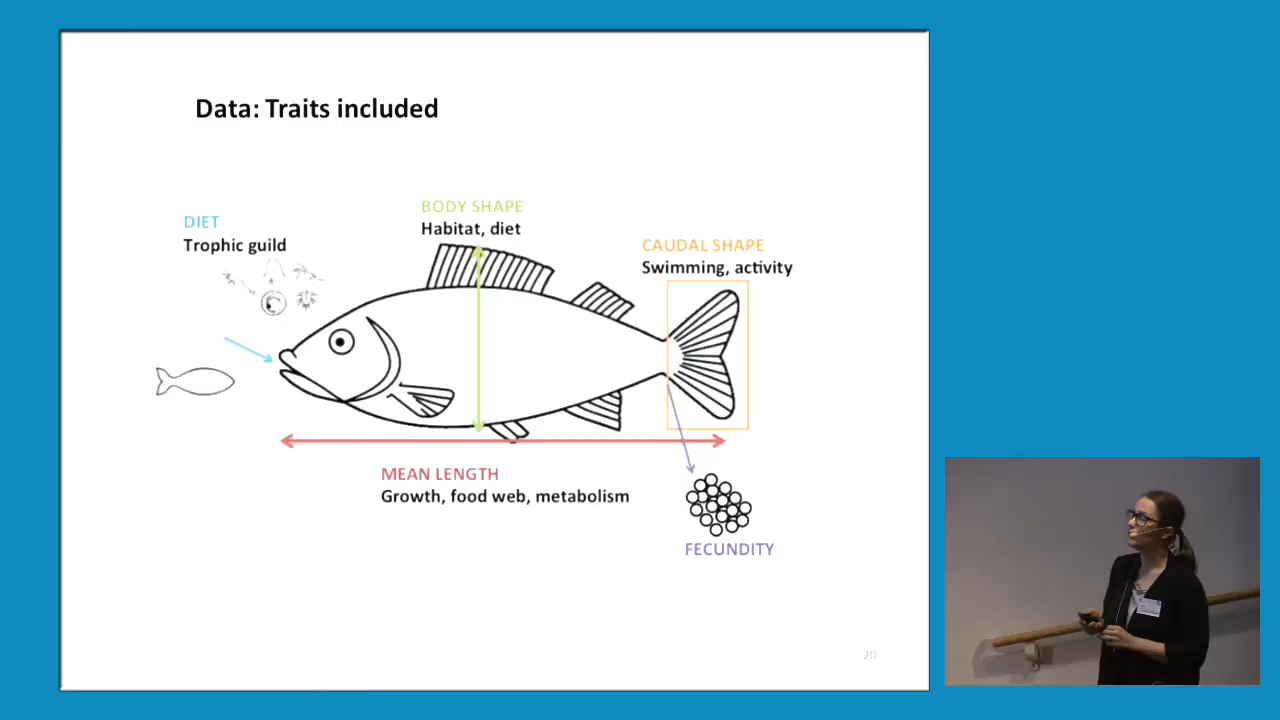 Data: Traits included
DIET
Trophic guild
BODY SHAPE
Habitat, diet
CAUDAL SHAPE
Swimming, activity
MEAN LENGTH
Growth, food web, metabolism
FECUNDITY
20